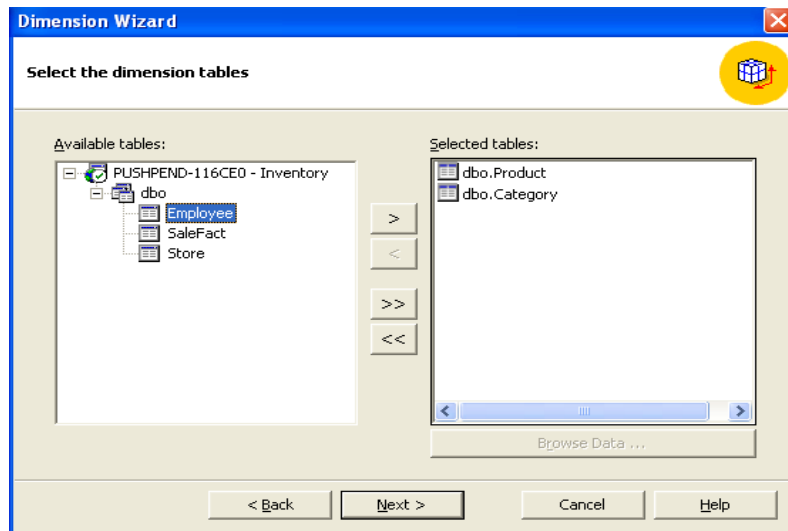 Dimension Wizard
Select the dimension tables
Available tables:
PUSHPEND-116CE0 - Inventory
dbo
Employee
SaleFact
Store
>
<
>>
<<
Selected tables:
dbo.Product
dbo.Category
Browse Data ...
< Back
Next >
Cancel
Help